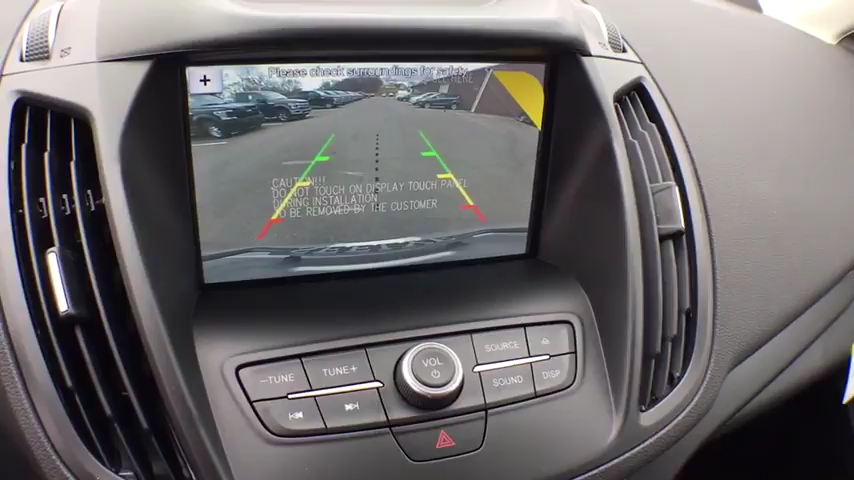 +
Please check surroundings for safety
HERE
CAUTION!!!
DO NOT TOUCH ON DISPLAY TOUCH PANEL
DURING INSTALLATION
TO BE REMOVED BY THE CUSTOMER
−TUNE
TUNE+
VOL
SOURCE
SOUND
DISP